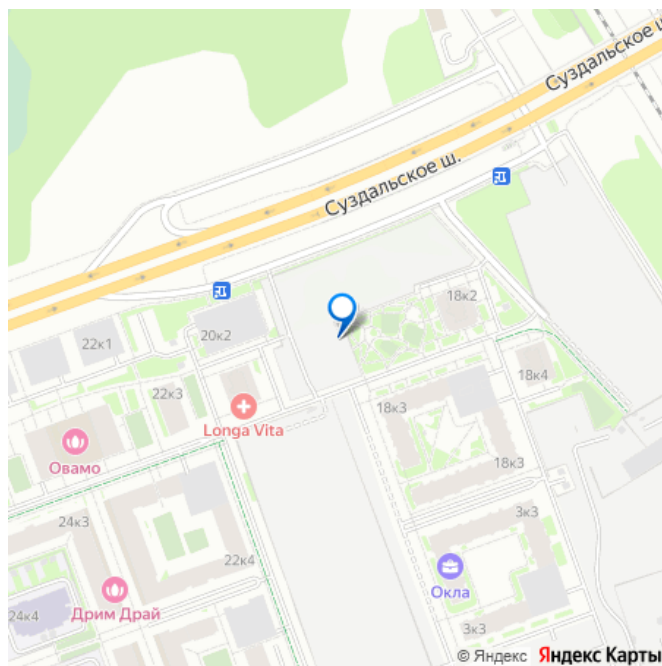 Суздальское ш
Суздальское ш.
18к2
22к1
20к2
18к4
22к3
18к3
Longa Vita
Овамо
18к3
24к3
3к3
22к4
Окла
Дрим Драй
24к4
3к3
© Яндекс Яндекс Карты